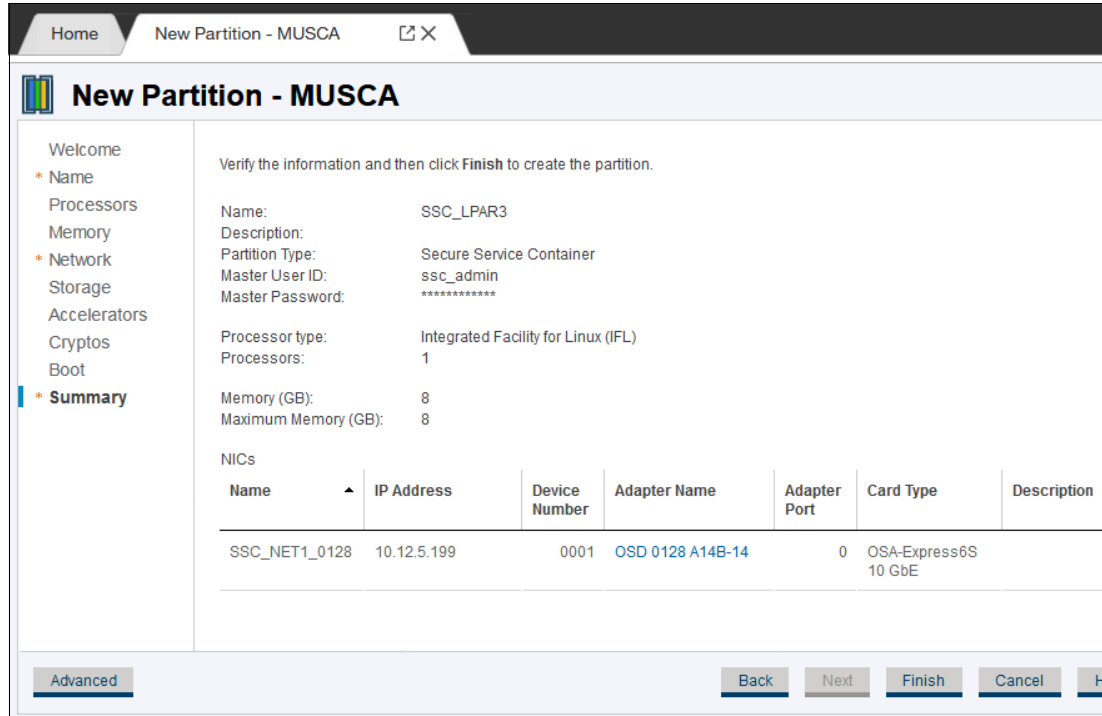 Home
New Partition - MUSCA
New Partition - MUSCA
Welcome
* Name
Processors
Memory
* Network
Storage
Accelerators
Cryptos
Boot
* Summary
Verify the information and then click Finish to create the partition.
Name: SSC_LPAR3
Description:
Partition Type: Secure Service Container
Master User ID: ssc_admin
Master Password: ************
Processor type: Integrated Facility for Linux (IFL)
Processors: 1
Memory (GB): 8
Maximum Memory (GB): 8
NICs
Name IP Address Device Number Adapter Name Adapter Port Card Type Description
SSC_NET1_0128 10.12.5.199 0001 OSD 0128 A14B-14 0 OSA-Express6S 10 GbE
Advanced Back Next Finish Cancel H